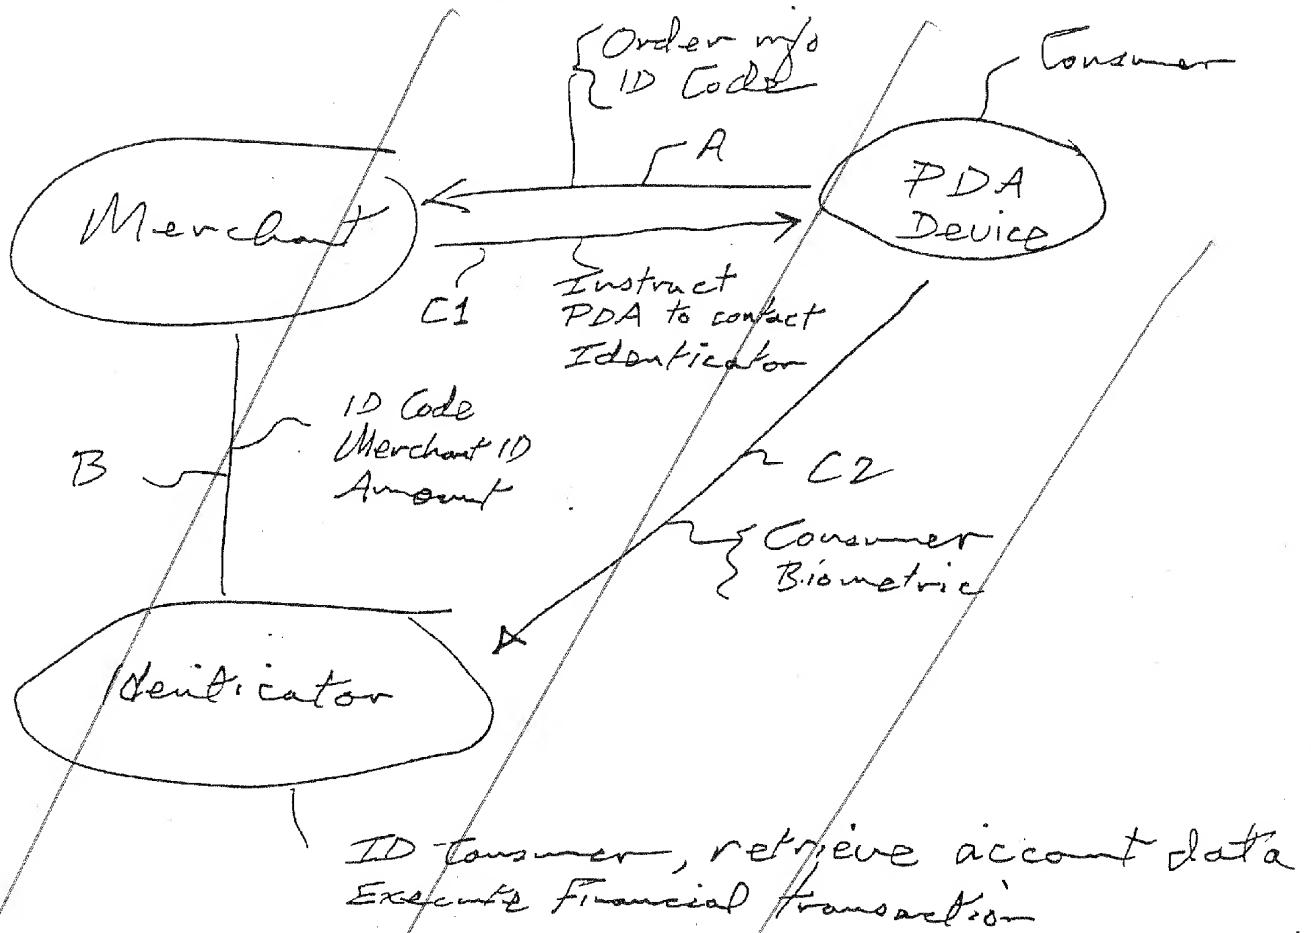 Order info
ID Code
Consumer
A
PDA
Device
Merchant
C1
Instruct
PDA to contact
Identicator
ID Code
Merchant ID
Amount
B
C2
Consumer
Biometric
Identicator
ID Consumer, retrieve account data
Execute Financial transaction